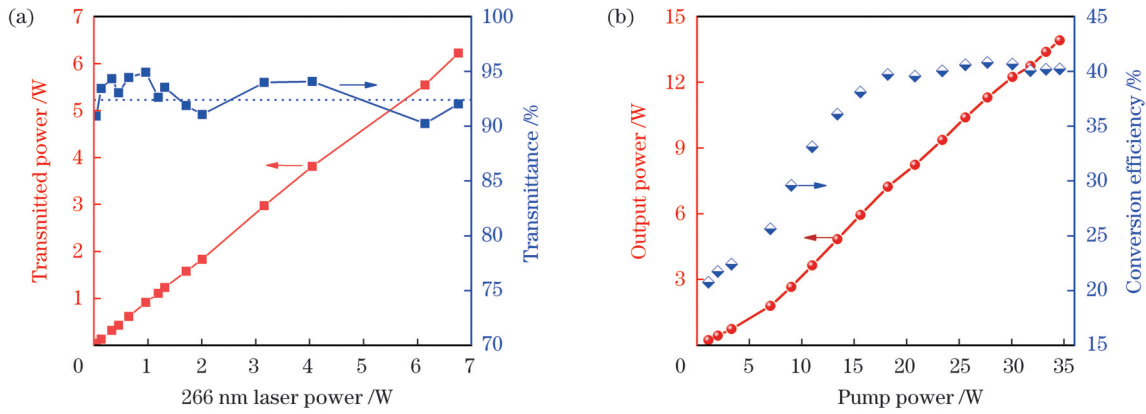 (a)
7
6
5
4
3
2
1
Transmitted power /W
100
95
90
85
80
75
70
Transmittance /%
0 1 2 3 4 5 6 7
266 nm laser power /W
(b)
15
12
9
6
3
Output power /W
45
40
35
30
25
20
15
Conversion efficiency /%
0 5 10 15 20 25 30 35
Pump power /W